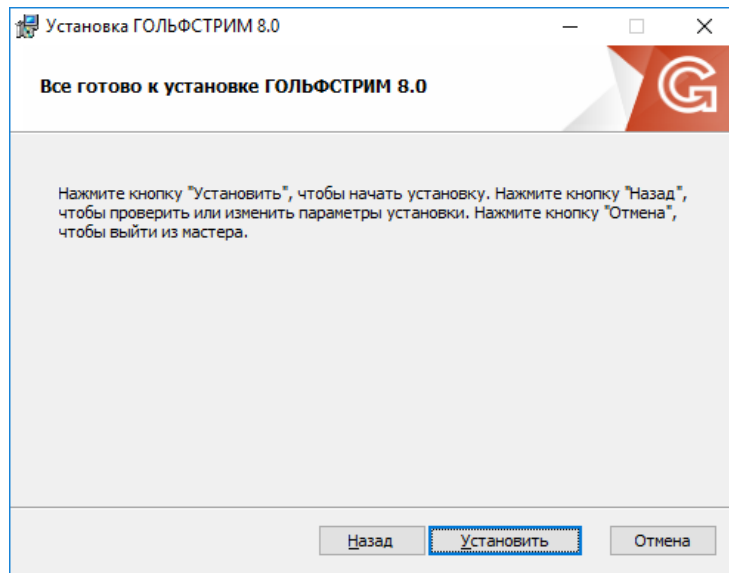 Установка ГОЛЬФСТРИМ 8.0
Все готово к установке ГОЛЬФСТРИМ 8.0
Нажмите кнопку "Установить", чтобы начать установку. Нажмите кнопку "Назад",
чтобы проверить или изменить параметры установки. Нажмите кнопку "Отмена",
чтобы выйти из мастера.
Назад Установить Отмена